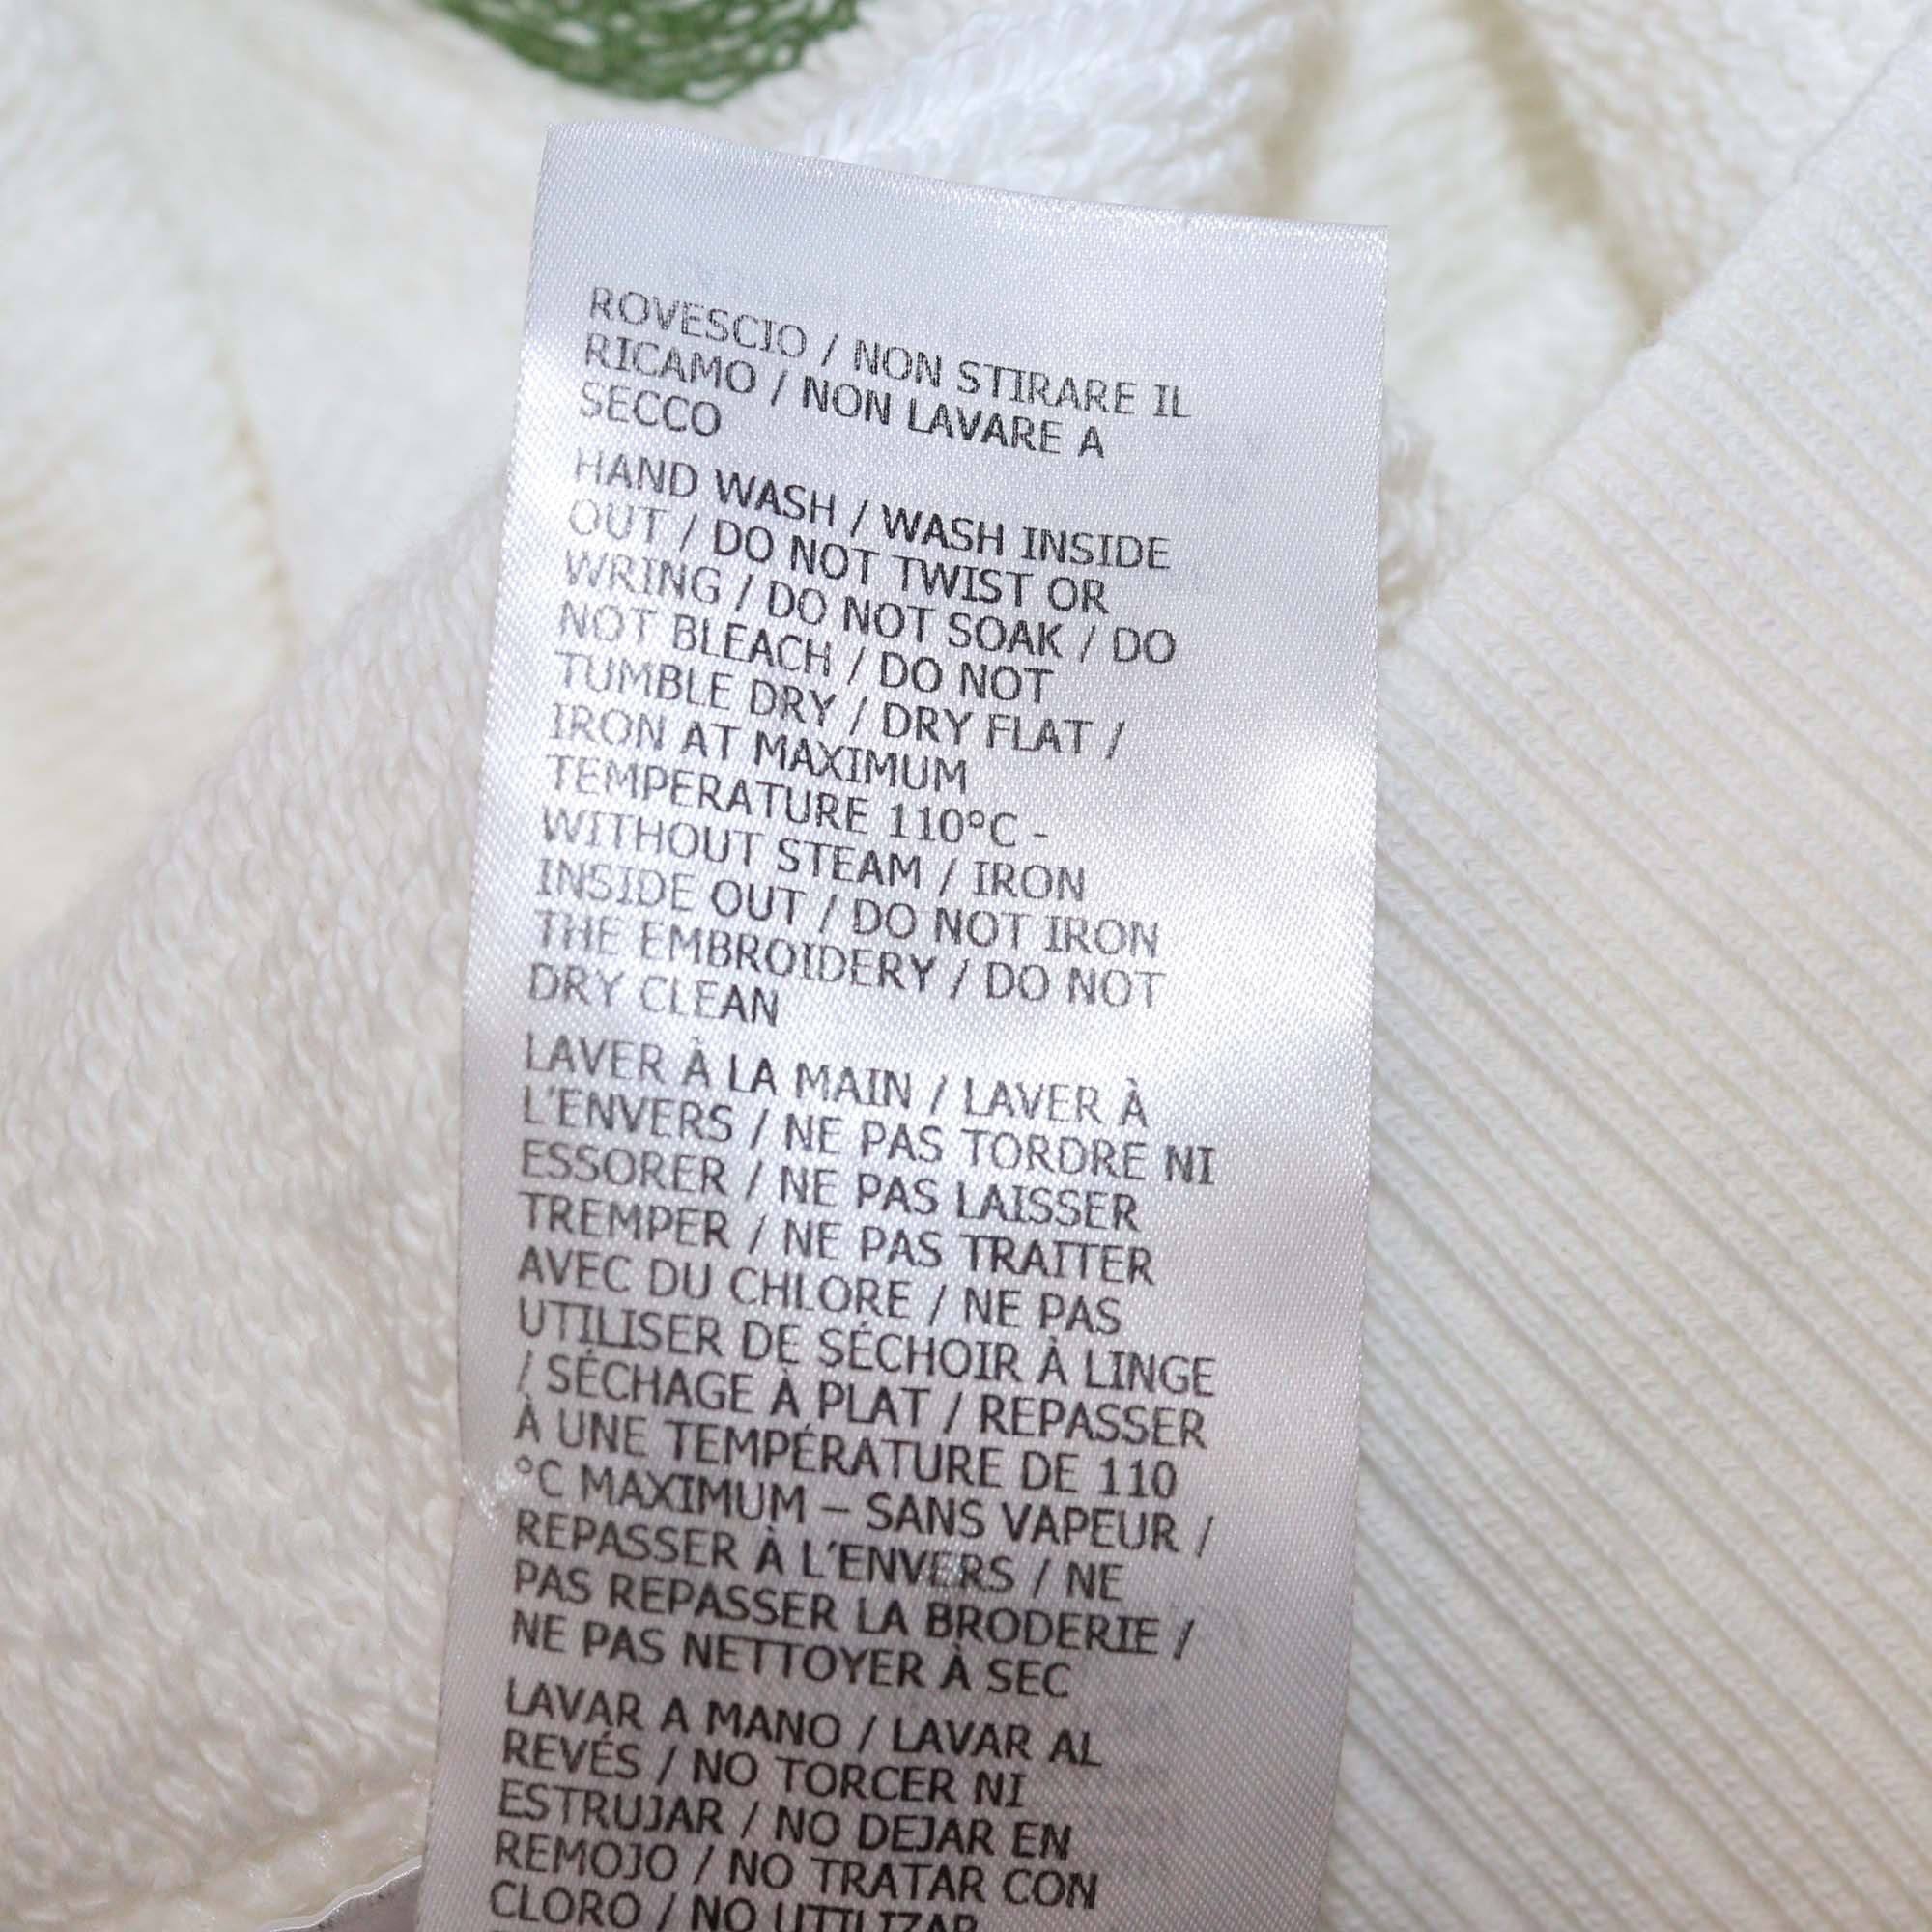 ROVESCIO / NON STIRARE IL
RICAMO / NON LAVARE A
SECCO
HAND WASH / WASH INSIDE
OUT / DO NOT TWIST OR
WRING / DO NOT SOAK / DO
NOT BLEACH / DO NOT
TUMBLE DRY / DRY FLAT /
IRON AT MAXIMUM
TEMPERATURE 110°C -
WITHOUT STEAM / IRON
INSIDE OUT / DO NOT IRON
THE EMBROIDERY / DO NOT
DRY CLEAN
LAVER À LA MAIN / LAVER À
L'ENVERS / NE PAS TORDRE NI
ESSORER / NE PAS LAISSER
TREMPER / NE PAS TRAITER
AVEC DU CHLORE / NE PAS
UTILISER DE SÉCHOIR À LINGE
/ SÉCHAGE À PLAT / REPASSER
À UNE TEMPÉRATURE DE 110
°C MAXIMUM – SANS VAPEUR /
REPASSER À L'ENVERS / NE
PAS REPASSER LA BRODERIE /
NE PAS NETTOYER À SEC
LAVAR A MANO / LAVAR AL
REVÉS / NO TORCER NI
ESTRUJAR / NO DEJAR EN
REMOJO / NO TRATAR CON
CLORO / NO UTILIZAR